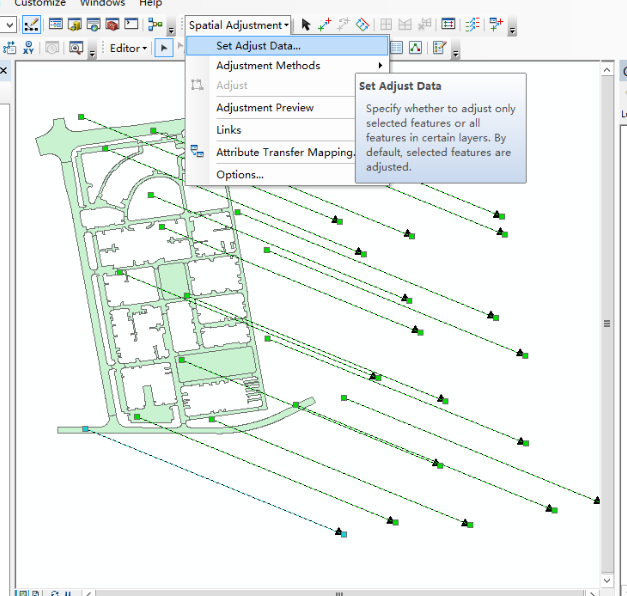 Customize Windows Help
Spatial Adjustment
Editor
Set Adjust Data...
Adjustment Methods
Adjust
Adjustment Preview
Links
Attribute Transfer Mapping.
Options...
Set Adjust Data
Specify whether to adjust only
selected features or all
features in certain layers. By
default, selected features are
adjusted.